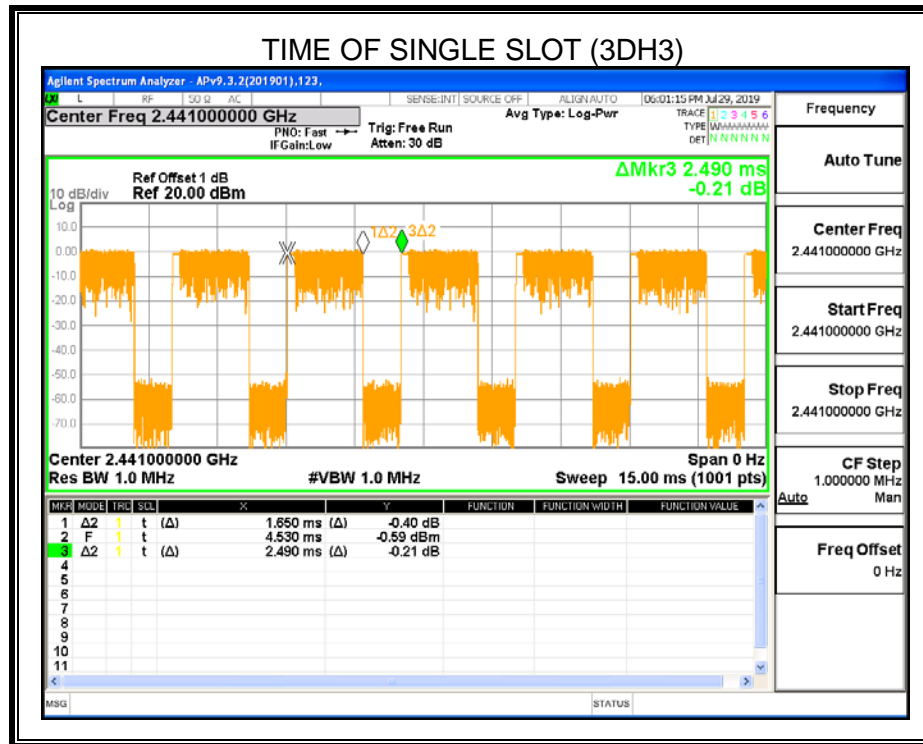 TIME OF SINGLE SLOT (3DH3)
Agilent Spectrum Analyzer - APv9.3.2(201901),123,
L RF 50 Ω AC SENSE:INT SOURCE OFF ALIGN AUTO 06:01:15 PM Jul 29, 2019
Center Freq 2.441000000 GHz
PNO: Fast
IFGain:Low
Trig: Free Run
Atten: 30 dB
Avg Type: Log-Pwr
TRACE 1 2 3 4 5 6
TYPE
DET N N N N N N
Ref Offset 1 dB
10 dB/div Ref 20.00 dBm
Log
ΔMkr3 2.490 ms
-0.21 dB
10.0
0.00
-10.0
-20.0
-30.0
-40.0
-50.0
-60.0
-70.0
1Δ2 3Δ2
Center 2.441000000 GHz Span 0 Hz
Res BW 1.0 MHz #VBW 1.0 MHz Sweep 15.00 ms (1001 pts)
MKR MODE TRC SCL X Y FUNCTION FUNCTION WIDTH FUNCTION VALUE
1 Δ2 1 t (Δ) 1.650 ms (Δ) -0.40 dB
2 F 1 t 4.530 ms -0.59 dBm
3 Δ2 1 t (Δ) 2.490 ms (Δ) -0.21 dB
4
5
6
7
8
9
10
11
MSG STATUS
Frequency
Auto Tune
Center Freq
2.441000000 GHz
Start Freq
2.441000000 GHz
Stop Freq
2.441000000 GHz
CF Step
1.000000 MHz
Auto Man
Freq Offset
0 Hz